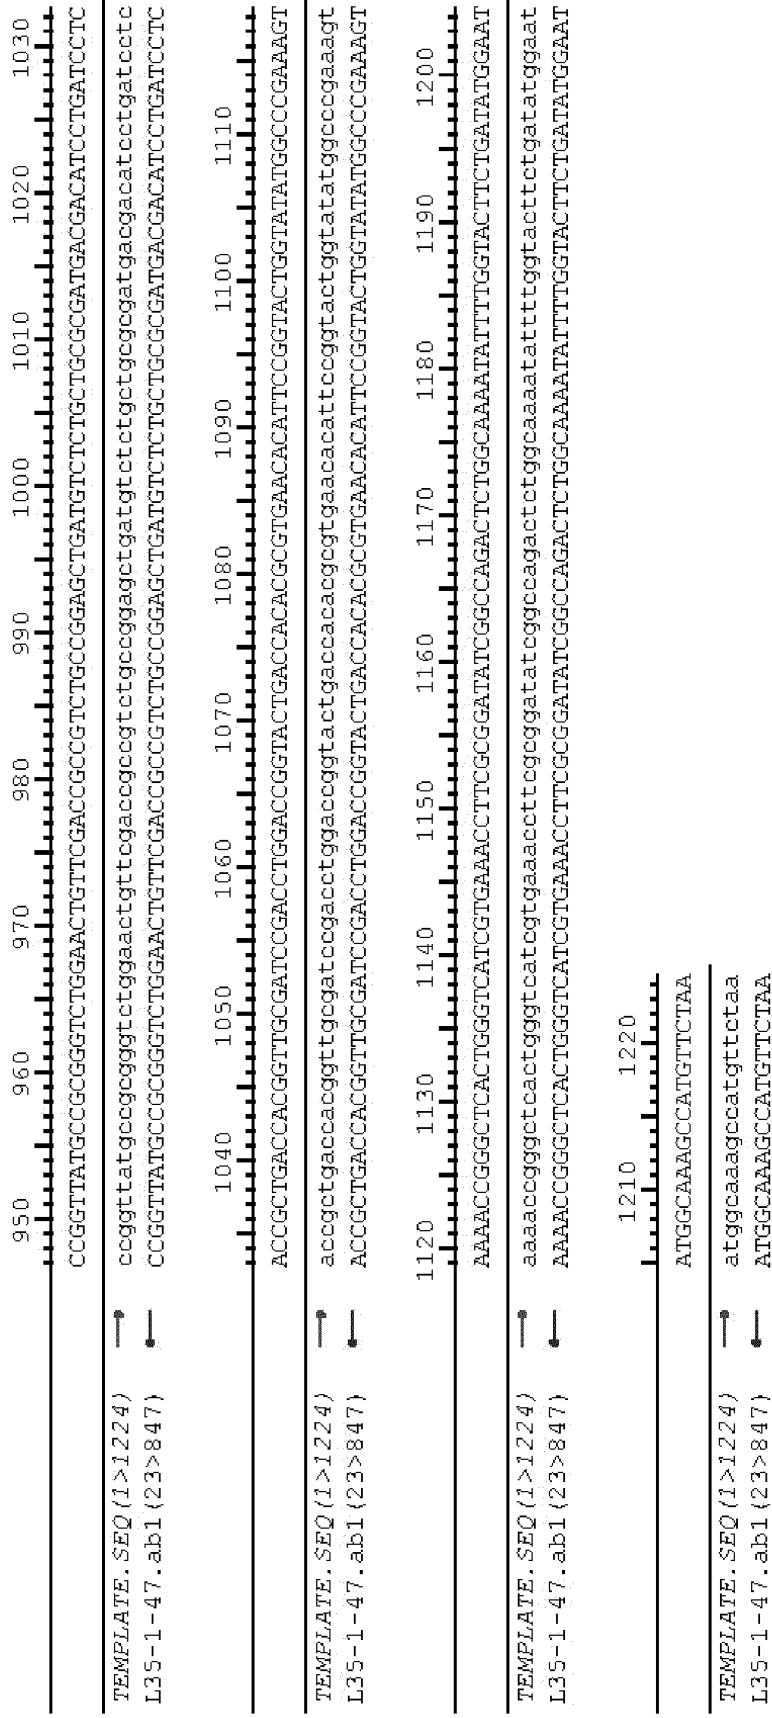 950 960 970 980 990 1000 1010 1020 1030
CCGGTTATGCCGCGGGTCTGGAACTGTTCGACCGCCGTCTGCCGGAGCTGATGTCTCTGCTGCGCGATGACGACATCCTGATCCTC
TEMPLATE.SEQ(1>1224) ccggttatgccgcgggtctggaactgttcgaccgccgtctgccggagctgatgtctctgctgcgcgatgacgacatcctgatcctc
L35-1-47.ab1(23>847) CCGGTTATGCCGCGGGTCTGGAACTGTTCGACCGCCGTCTGCCGGAGCTGATGTCTCTGCTGCGCGATGACGACATCCTGATCCTC
1040 1050 1060 1070 1080 1090 1100 1110
ACCGCTGACCACGGTTGCGATCCGACCTGGACCGGTACTGACCACACGCGTGAACACATTCCGGTACTGGTATATGGCCCGAAAGT
TEMPLATE.SEQ(1>1224) accgctgaccacggttgcgatccgacctggaccggtactgaccacacgcgtgaacacattccggtactggtatatggcccgaaagt
L35-1-47.ab1(23>847) ACCGCTGACCACGGTTGCGATCCGACCTGGACCGGTACTGACCACACGCGTGAACACATTCCGGTACTGGTATATGGCCCGAAAGT
1120 1130 1140 1150 1160 1170 1180 1190 1200
AAAACCGGGCTCACTGGGTCATCGTGAAACCTTCGCGGATATCGGCCAGACTCTGGCAAAATATTTTGGTACTTCTGATATGGAAT
TEMPLATE.SEQ(1>1224) aaaaccgggctcactgggtcatcgtgaaaccttcgcggatatcggccagactctggcaaaatattttggtacttctgatatggaat
L35-1-47.ab1(23>847) AAAACCGGGCTCACTGGGTCATCGTGAAACCTTCGCGGATATCGGCCAGACTCTGGCAAAATATTTTGGTACTTCTGATATGGAAT
1210 1220
ATGGCAAAGCCATGTTCTAA
TEMPLATE.SEQ(1>1224) atggcaaagccatgttctaa
L35-1-47.ab1(23>847) ATGGCAAAGCCATGTTCTAA